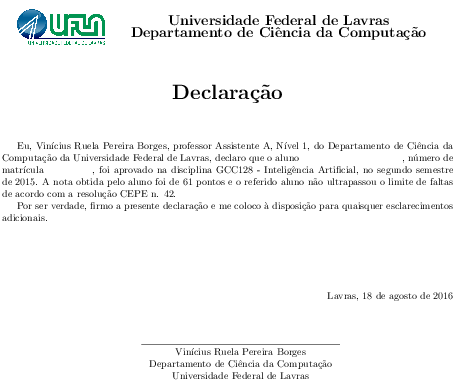 UFLA
UNIVERSIDADE FEDERAL DE LAVRAS
Universidade Federal de Lavras
Departamento de Ciência da Computação
Declaração
Eu, Vinícius Ruela Pereira Borges, professor Assistente A, Nível 1, do Departamento de Ciência da
Computação da Universidade Federal de Lavras, declaro que o aluno , número de
matrícula , foi aprovado na disciplina GCC128 - Inteligência Artificial, no segundo semestre
de 2015. A nota obtida pelo aluno foi de 61 pontos e o referido aluno não ultrapassou o limite de faltas
de acordo com a resolução CEPE n. 42.
Por ser verdade, firmo a presente declaração e me coloco à disposição para quaisquer esclarecimentos
adicionais.
Lavras, 18 de agosto de 2016
Vinícius Ruela Pereira Borges
Departamento de Ciência da Computação
Universidade Federal de Lavras